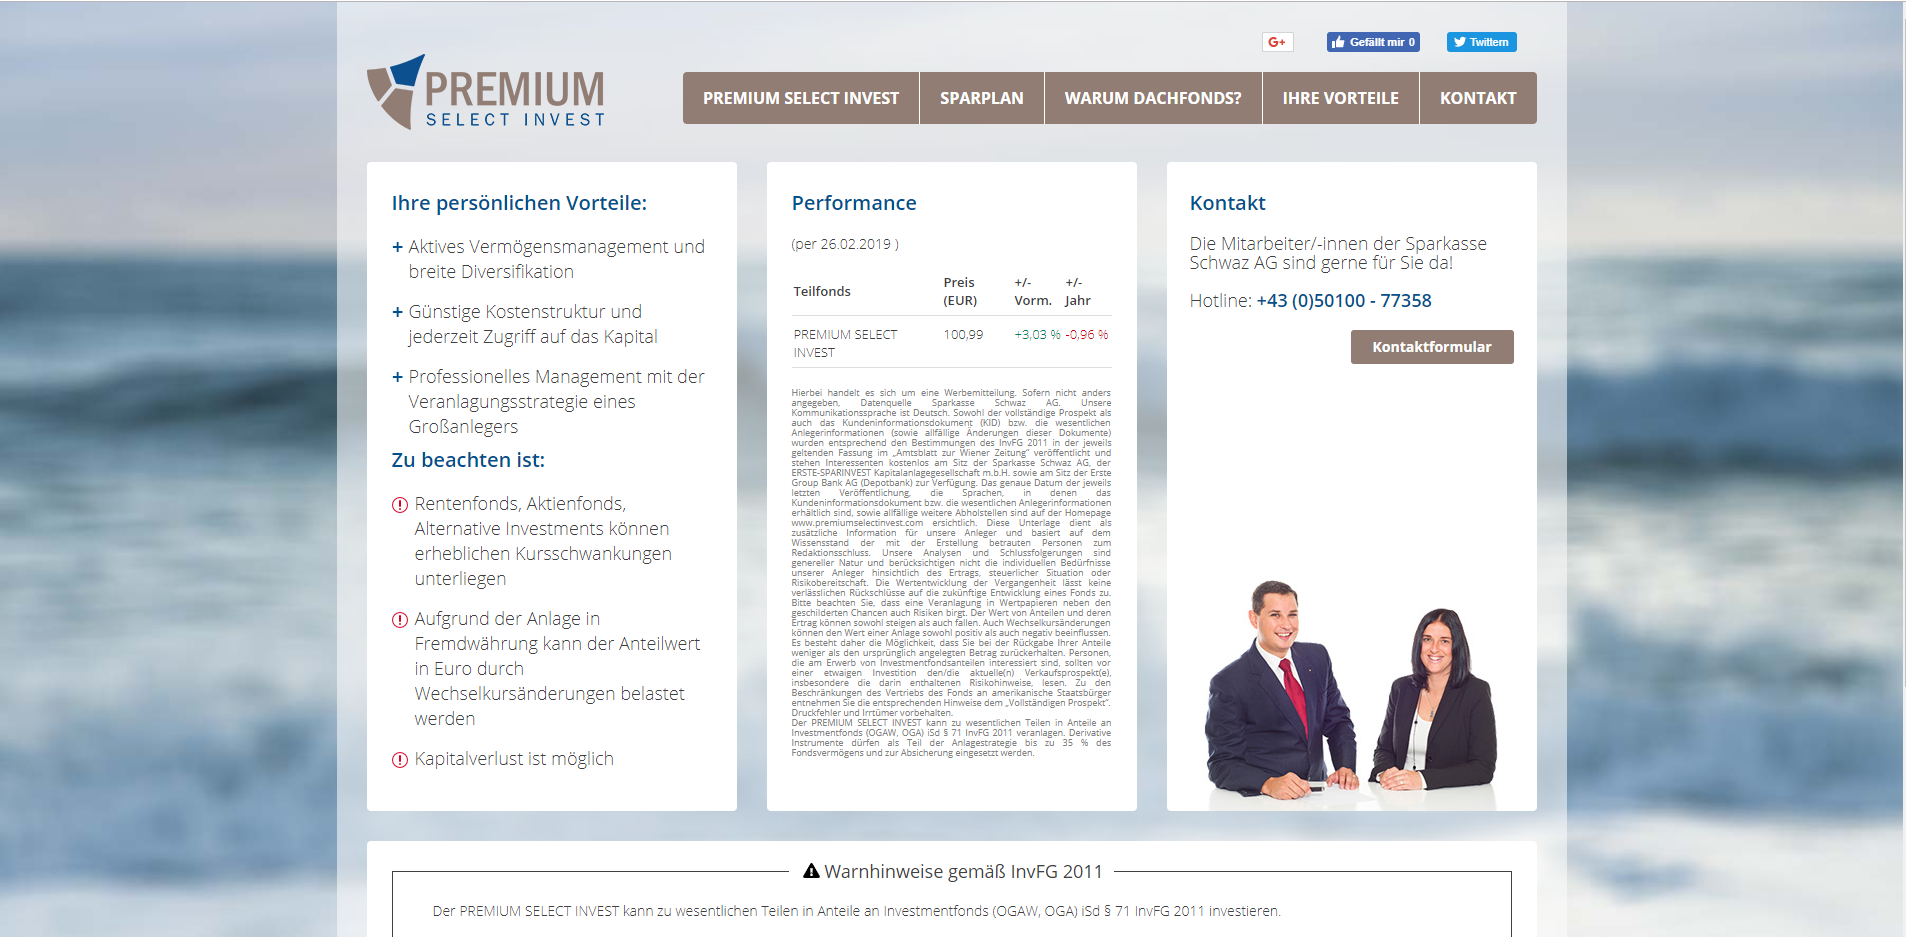 G+
Gefällt mir 0
Twittern
PREMIUM
SELECT INVEST
PREMIUM SELECT INVEST
SPARPLAN
WARUM DACHFONDS?
IHRE VORTEILE
KONTAKT
Ihre persönlichen Vorteile:
+ Aktives Vermögensmanagement und
breite Diversifikation
+ Günstige Kostenstruktur und
jederzeit Zugriff auf das Kapital
+ Professionelles Management mit der
Veranlagungsstrategie eines
Großanlegers
Zu beachten ist:
Rentenfonds, Aktienfonds,
Alternative Investments können
erheblichen Kursschwankungen
unterliegen
Aufgrund der Anlage in
Fremdwährung kann der Anteilwert
in Euro durch
Wechselkursänderungen belastet
werden
Kapitalverlust ist möglich
Performance
(per 26.02.2019 )
Teilfonds Preis (EUR) +/- Vorm. +/- Jahr
PREMIUM SELECT 100,99 +3,03 % -0,96 %
INVEST
Hierbei handelt es sich um eine Werbemitteilung. Sofern nicht anders
angegeben, Datenquelle Sparkasse Schwaz AG. Unsere
Kommunikationssprache ist Deutsch. Sowohl der vollständige Prospekt als
auch das Kundeninformationsdokument (KID) bzw. die wesentlichen
Anlegerinformationen (sowie allfällige Änderungen dieser Dokumente)
wurden entsprechend den Bestimmungen des InvFG 2011 in der jeweils
geltenden Fassung im „Amtsblatt zur Wiener Zeitung“ veröffentlicht und
stehen Interessenten kostenlos am Sitz der Sparkasse Schwaz AG, der
ERSTE-SPARINVEST Kapitalanlagegesellschaft m.b.H. sowie am Sitz der Erste
Group Bank AG (Depotbank) zur Verfügung. Das genaue Datum der jeweils
letzten Veröffentlichung, die Sprachen, in denen das
Kundeninformationsdokument bzw. die wesentlichen Anlegerinformationen
erhältlich sind, sowie allfällige weitere Abholstellen sind auf der Homepage
www.premiumselectinvest.com ersichtlich. Diese Unterlage dient als
zusätzliche Information für unsere Anleger und basiert auf dem
Wissensstand der mit der Erstellung betrauten Personen zum
Redaktionsschluss. Unsere Analysen und Schlussfolgerungen sind
genereller Natur und berücksichtigen nicht die individuellen Bedürfnisse
unserer Anleger hinsichtlich des Ertrags, steuerlicher Situation oder
Risikobereitschaft. Die Wertentwicklung der Vergangenheit lässt keine
verlässlichen Rückschlüsse auf die zukünftige Entwicklung eines Fonds zu.
Bitte beachten Sie, dass eine Veranlagung in Wertpapieren neben den
geschilderten Chancen auch Risiken birgt. Der Wert von Anteilen und deren
Ertrag können sowohl steigen als auch fallen. Auch Wechselkursänderungen
können den Wert einer Anlage sowohl positiv als auch negativ beeinflussen.
Es besteht daher die Möglichkeit, dass Sie bei der Rückgabe Ihrer Anteile
weniger als den ursprünglich angelegten Betrag zurückerhalten. Personen,
die am Erwerb von Investmentfondsanteilen interessiert sind, sollten vor
einer etwaigen Investition den/die aktuelle(n) Verkaufsprospekt(e),
insbesondere die darin enthaltenen Risikohinweise, lesen. Zu den
Beschränkungen des Vertriebs des Fonds an amerikanische Staatsbürger
entnehmen Sie die entsprechenden Hinweise dem „Vollständigen Prospekt“.
Druckfehler und Irrtümer vorbehalten.
Der PREMIUM SELECT INVEST kann zu wesentlichen Teilen in Anteile an
Investmentfonds (OGAW, OGA) iSd § 71 InvFG 2011 veranlagen. Derivative
Instrumente dürfen als Teil der Anlagestrategie bis zu 35 % des
Fondsvermögens und zur Absicherung eingesetzt werden.
Kontakt
Die Mitarbeiter/-innen der Sparkasse
Schwaz AG sind gerne für Sie da!
Hotline: +43 (0)50100 - 77358
Kontaktformular
Warnhinweise gemäß InvFG 2011
Der PREMIUM SELECT INVEST kann zu wesentlichen Teilen in Anteile an Investmentfonds (OGAW, OGA) iSd § 71 InvFG 2011 investieren.